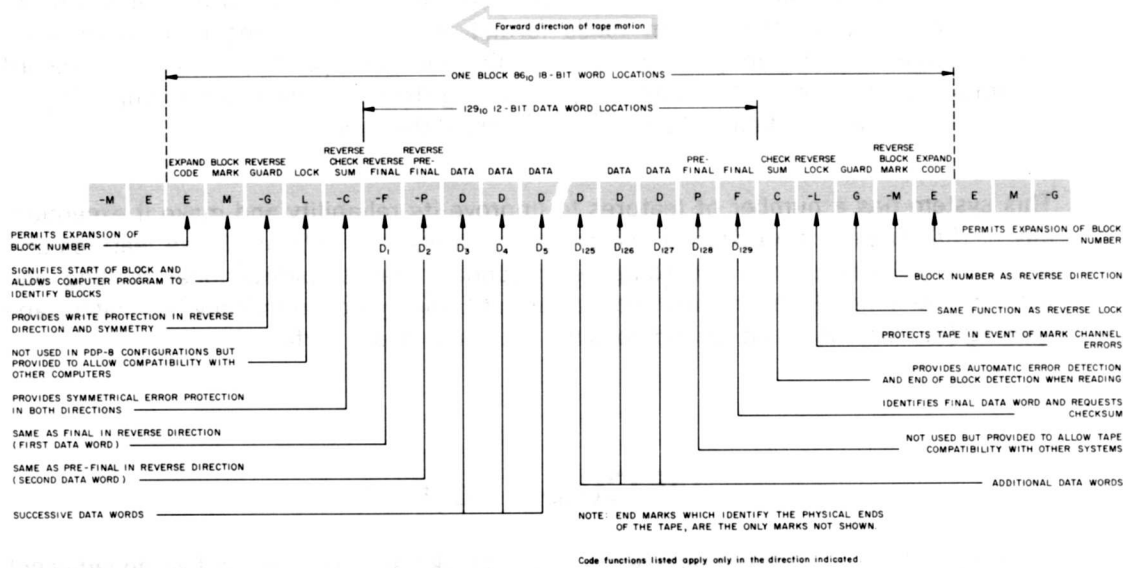 Forward direction of tape motion
ONE BLOCK 86₁₀ 18-BIT WORD LOCATIONS
129₁₀ 12-BIT DATA WORD LOCATIONS
EXPAND CODE
BLOCK MARK
REVERSE GUARD
LOCK
REVERSE CHECK SUM
REVERSE FINAL
REVERSE PRE-FINAL
DATA
DATA
DATA
DATA
DATA
PRE-FINAL
FINAL
CHECK SUM
REVERSE LOCK
GUARD
REVERSE BLOCK MARK
EXPAND CODE
-M E E M -G L -C -F -P D D D D D D P F C -L G -M E E M -G
D₁ D₂ D₃ D₄ D₅ D₁₂₅ D₁₂₆ D₁₂₇ D₁₂₈ D₁₂₉
PERMITS EXPANSION OF
BLOCK NUMBER
SIGNIFIES START OF BLOCK AND
ALLOWS COMPUTER PROGRAM TO
IDENTIFY BLOCKS
PROVIDES WRITE PROTECTION IN REVERSE
DIRECTION AND SYMMETRY
NOT USED IN PDP-8 CONFIGURATIONS BUT
PROVIDED TO ALLOW COMPATIBILITY WITH
OTHER COMPUTERS
PROVIDES SYMMETRICAL ERROR PROTECTION
IN BOTH DIRECTIONS
SAME AS FINAL IN REVERSE DIRECTION
(FIRST DATA WORD)
SAME AS PRE-FINAL IN REVERSE DIRECTION
(SECOND DATA WORD)
SUCCESSIVE DATA WORDS
PERMITS EXPANSION OF BLOCK
NUMBER
BLOCK NUMBER AS REVERSE DIRECTION
SAME FUNCTION AS REVERSE LOCK
PROTECTS TAPE IN EVENT OF MARK CHANNEL
ERRORS
PROVIDES AUTOMATIC ERROR DETECTION
AND END OF BLOCK DETECTION WHEN READING
IDENTIFIES FINAL DATA WORD AND REQUESTS
CHECKSUM
NOT USED BUT PROVIDED TO ALLOW TAPE
COMPATIBILITY WITH OTHER SYSTEMS
ADDITIONAL DATA WORDS
NOTE: END MARKS WHICH IDENTIFY THE PHYSICAL ENDS
OF THE TAPE, ARE THE ONLY MARKS NOT SHOWN.
Code functions listed apply only in the direction indicated.